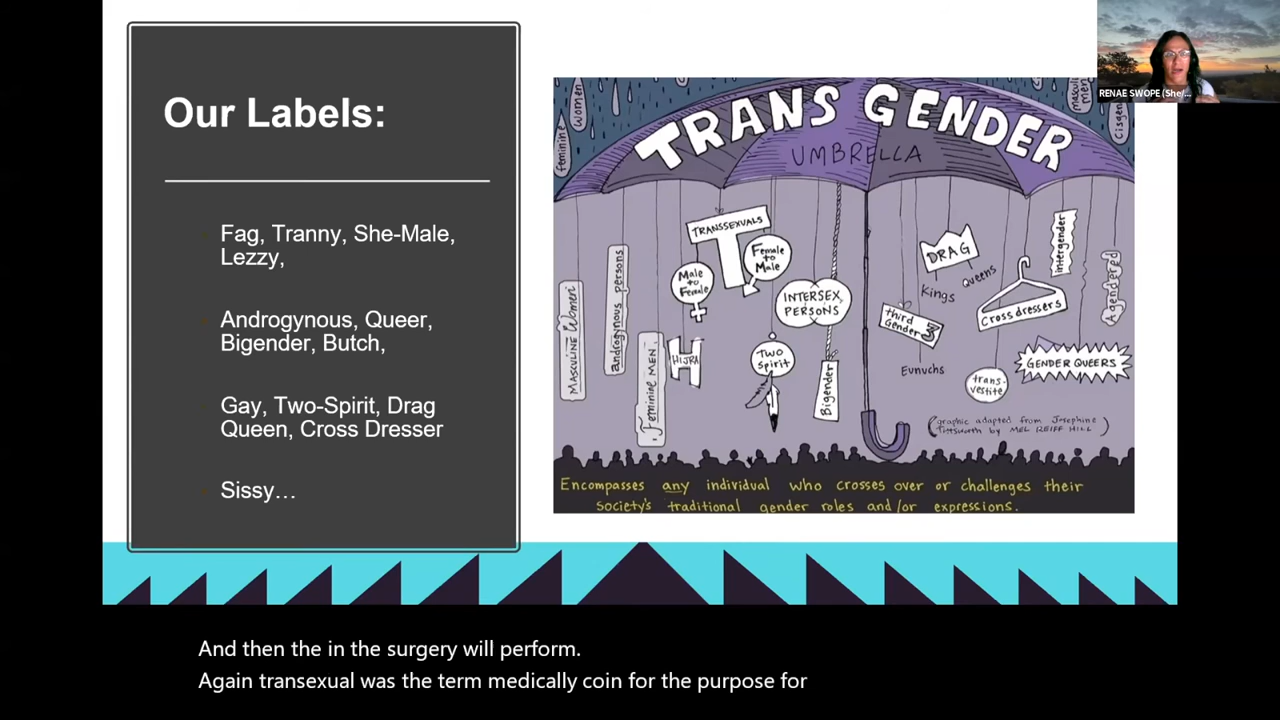 Our Labels:
Fag, Tranny, She-Male,
Lezzy,
Androgynous, Queer,
Bigender, Butch,
Gay, Two-Spirit, Drag
Queen, Cross Dresser
Sissy…
feminine women
masculine men
Cisgen
TRANS GENDER
UMBRELLA
MASCULINE WOMEN
androgynous persons
Feminine MEN
HIJRA
TRANSSEXUALS
T
Male
to
Female
Female
to
Male
INTERSEX
PERSONS
TWO
SPIRIT
Bigender
DRAG
Kings
Queens
third
Gender 3
Eunuchs
Cross dressers
trans-
vestite
intergender
Agendered
GENDER QUEERS
(graphic adapted from Josephine
by MEL REIFF HILL)
Encompasses any individual who crosses over or challenges their
society's traditional gender roles and/or expressions.
RENAE SWOPE (She/...
And then the in the surgery will perform.
Again transexual was the term medically coin for the purpose for